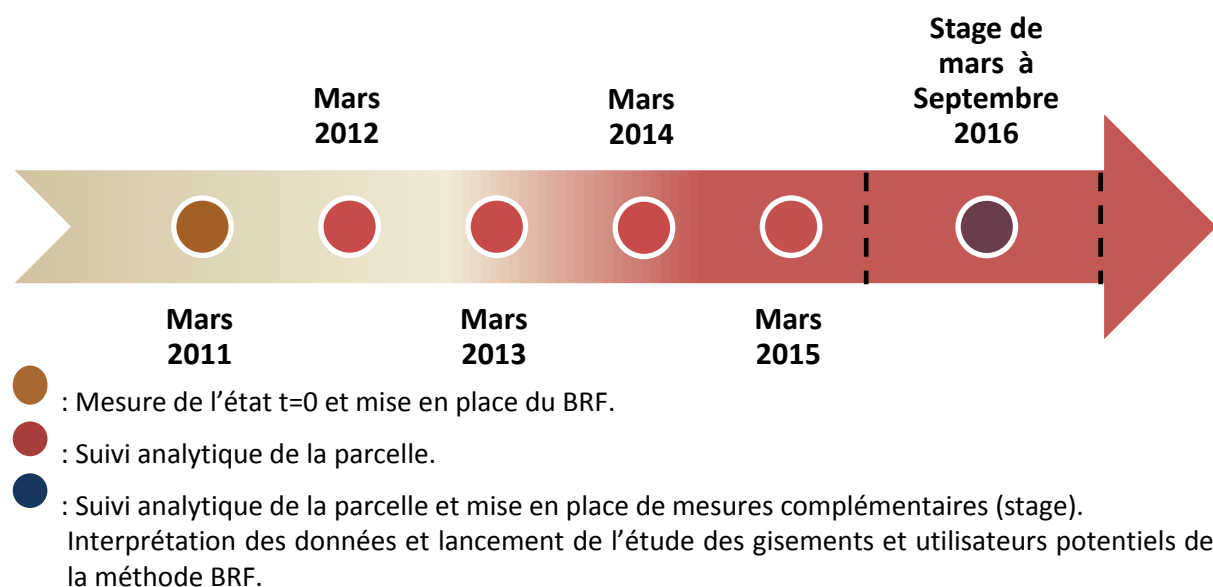 Stage de
mars à
Septembre
2016
Mars
2012
Mars
2014
Mars
2011
Mars
2013
Mars
2015
: Mesure de l’état t=0 et mise en place du BRF.
: Suivi analytique de la parcelle.
: Suivi analytique de la parcelle et mise en place de mesures complémentaires (stage).
Interprétation des données et lancement de l’étude des gisements et utilisateurs potentiels de
la méthode BRF.